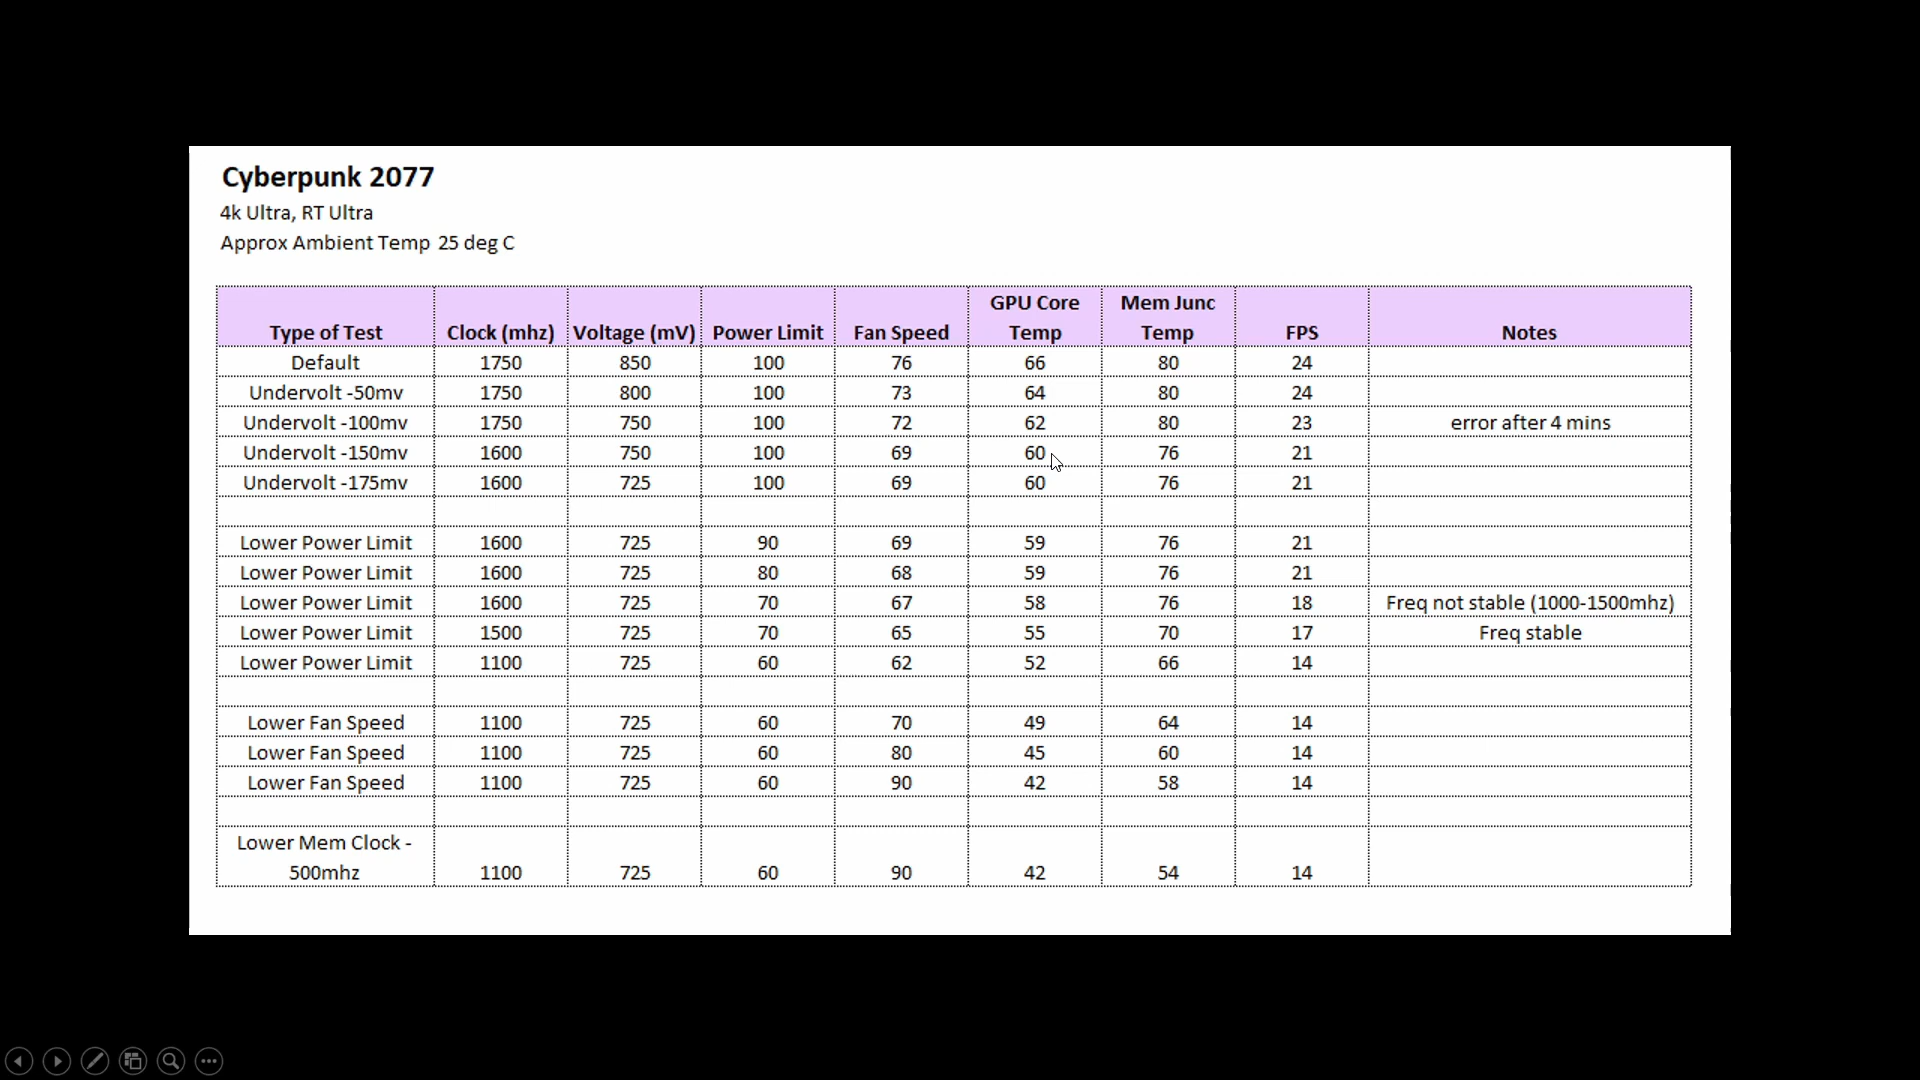 Cyberpunk 2077
4k Ultra, RT Ultra
Approx Ambient Temp 25 deg C
GPU Core Mem Junc
Type of Test Clock (mhz) Voltage (mV) Power Limit Fan Speed Temp Temp FPS Notes
Default 1750 850 100 76 66 80 24
Undervolt -50mv 1750 800 100 73 64 80 24
Undervolt -100mv 1750 750 100 72 62 80 23 error after 4 mins
Undervolt -150mv 1600 750 100 69 60 76 21
Undervolt -175mv 1600 725 100 69 60 76 21
Lower Power Limit 1600 725 90 69 59 76 21
Lower Power Limit 1600 725 80 68 59 76 21
Lower Power Limit 1600 725 70 67 58 76 18 Freq not stable (1000-1500mhz)
Lower Power Limit 1500 725 70 65 55 70 17 Freq stable
Lower Power Limit 1100 725 60 62 52 66 14
Lower Fan Speed 1100 725 60 70 49 64 14
Lower Fan Speed 1100 725 60 80 45 60 14
Lower Fan Speed 1100 725 60 90 42 58 14
Lower Mem Clock -
500mhz 1100 725 60 90 42 54 14